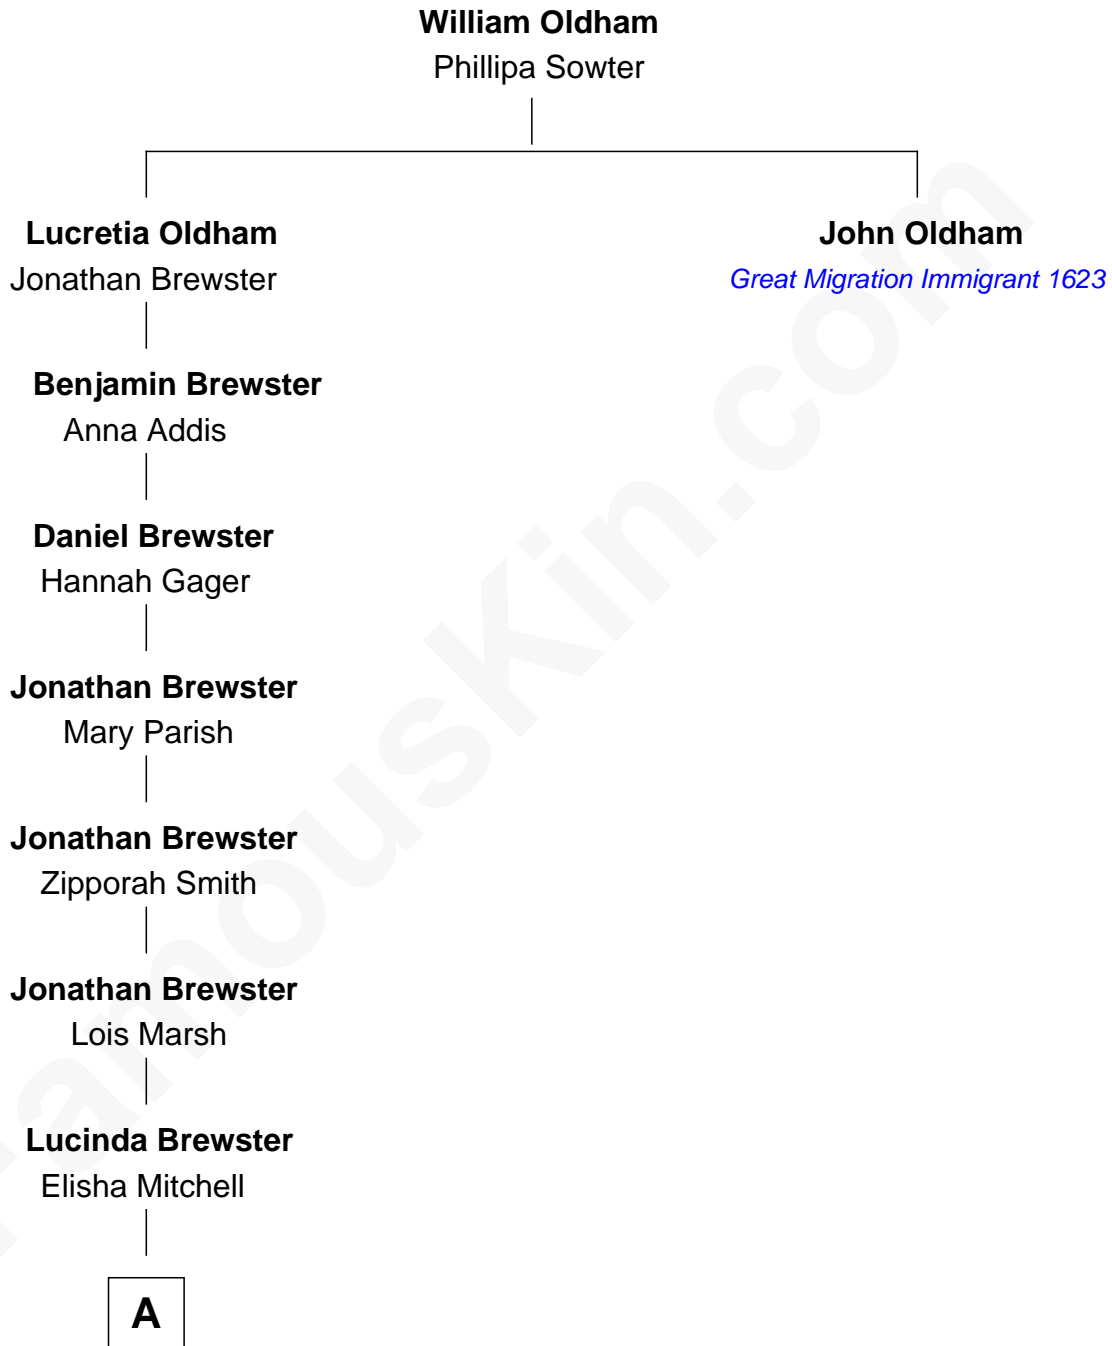 William Oldham
Phillipa Sowter
Lucretia Oldham
Jonathan Brewster
John Oldham
Great Migration Immigrant 1623
Benjamin Brewster
Anna Addis
Daniel Brewster
Hannah Gager
Jonathan Brewster
Mary Parish
Jonathan Brewster
Zipporah Smith
Jonathan Brewster
Lois Marsh
Lucinda Brewster
Elisha Mitchell
A
FamousKin.com